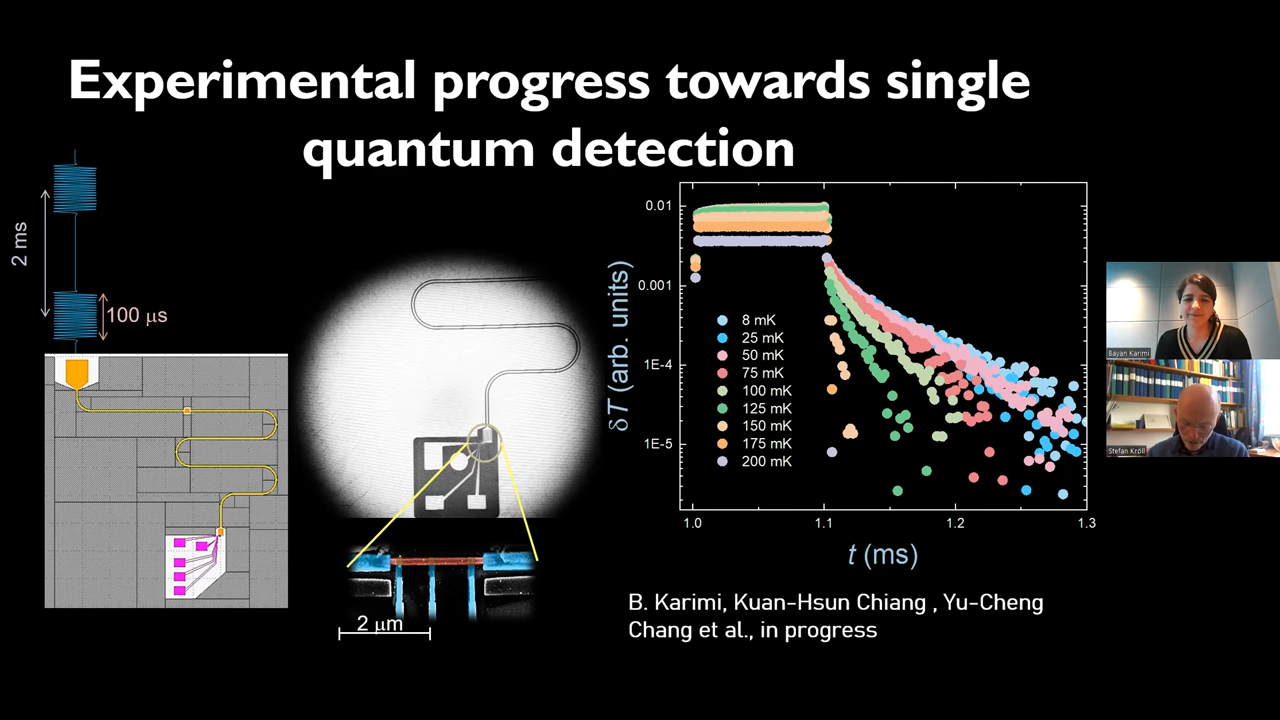 Experimental progress towards single
quantum detection
2 ms
100 μs
2 μm
δT (arb. units)
0.01
0.001
1E-4
1E-5
8 mK
25 mK
50 mK
75 mK
100 mK
125 mK
150 mK
175 mK
200 mK
1.0 1.1 1.2 1.3
t (ms)
B. Karimi, Kuan-Hsun Chiang , Yu-Cheng
Chang et al., in progress
Bayan Karimi
Stefan Kröll